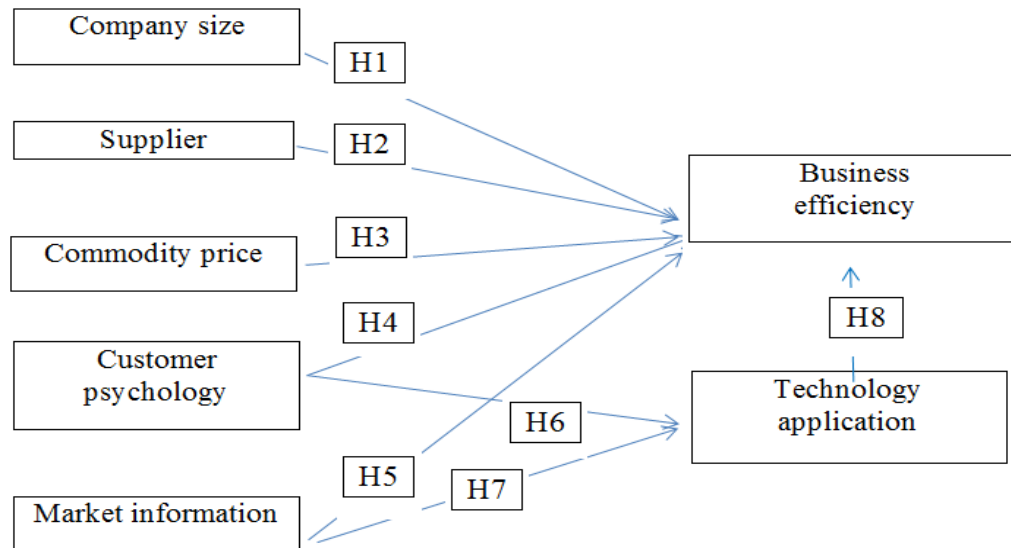 Company size
H1
Supplier
H2
Business
efficiency
Commodity price
H3
H4
H8
Customer
psychology
Technology
application
H6
H5
H7
Market information